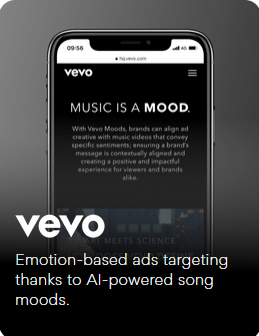 09:56
4G
hq.vevo.com
vevo
MUSIC IS A MOOD.
With Vevo Moods, brands can align ad
creative with music videos that convey
specific sentiments; ensuring a brand's
message is contextually aligned and
creating a positive and impactful
experience for viewers and brands
alike.
ART MEETS SCIENCE
vevo
Emotion-based ads targeting
thanks to AI-powered song
moods.